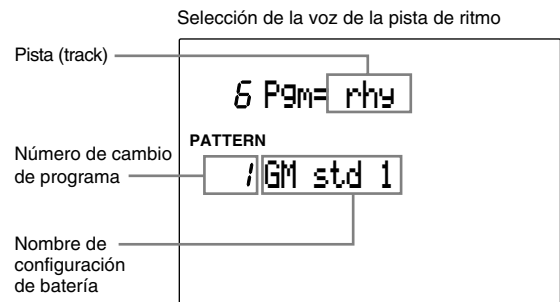 Selección de la voz de la pista de ritmo
Pista (track)
6 Pgm= rhy
PATTERN
Número de cambio
de programa
1 GM std 1
Nombre de
configuración
de batería